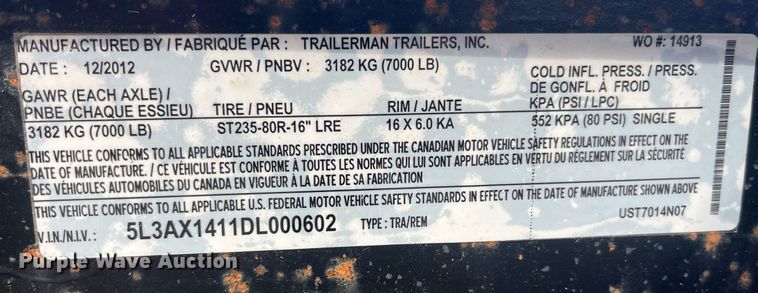 MANUFACTURED BY / FABRIQUÉ PAR : TRAILERMAN TRAILERS, INC. WO #: 14913
DATE : 12/2012 GVWR / PNBV : 3182 KG (7000 LB) COLD INFL. PRESS. / PRESS.
DE GONFL. À FROID
GAWR (EACH AXLE) /
PNBE (CHAQUE ESSIEU) TIRE / PNEU RIM / JANTE KPA (PSI / LPC)
3182 KG (7000 LB) ST235-80R-16" LRE 16 X 6.0 KA 552 KPA (80 PSI) SINGLE
THIS VEHICLE CONFORMS TO ALL APPLICABLE STANDARDS PRESCRIBED UNDER THE CANADIAN MOTOR VEHICLE SAFETY REGULATIONS IN EFFECT ON THE
DATE OF MANUFACTURE. / CE VÉHICULE EST CONFORME À TOUTES LES NORMES QUI LUI SONT APPLICABLES EN VERTU DU RÉGLEMENT SUR LA SÉCURITÉ
DES VÉHICULES AUTOMOBILES DU CANADA EN VIGUEUR À LA DATE DE SA FABRICATION
THIS VEHICLE CONFORMS TO ALL APPLICABLE U.S. FEDERAL MOTOR VEHICLE SAFETY STANDARDS IN EFFECT ON THE DATE OF MANUFACTURE SHOWN ABOVE
V.I.N./N.I.V.: 5L3AX1411DL000602 TYPE : TRA/REM UST7014N07
Purple Wave Auction